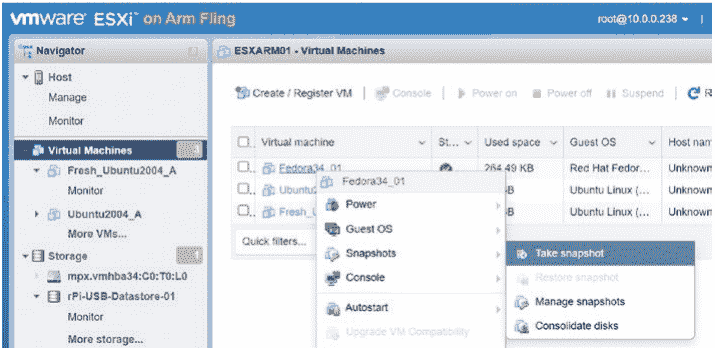 vmware ESXi on Arm Fling
root@10.0.0.238
Navigator
Host
Manage
Monitor
Virtual Machines
Fresh_Ubuntu2004_A
Monitor
Ubuntu2004_A
More VMs...
Storage
mpx.vmhba34:C0:T0:L0
rPi-USB-Datastore-01
Monitor
More storage...
ESXARM01 - Virtual Machines
Create / Register VM | Console | Power on Power off Suspend | R
Virtual machine St... Used space Guest OS Host nam
Fedora34_01 264.49 KB Red Hat Fedor... Unknown
Ubuntu B Ubuntu Linux (... Unknown
Fresh_U B Ubuntu Linux (... Unknown
Quick filters...
Fedora34_01
Power
Guest OS
Snapshots
Console
Autostart
Upgrade VM Compatibility
Take snapshot
Restore snapshot
Manage snapshots
Consolidate disks